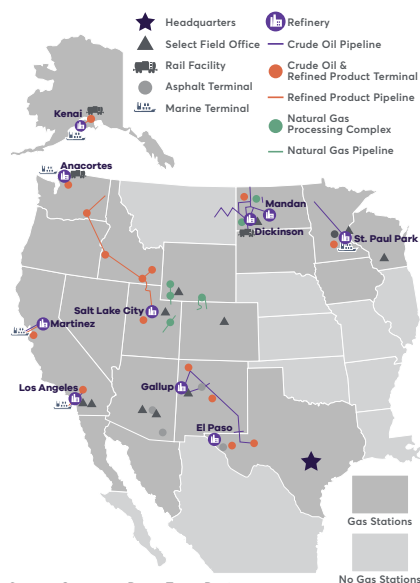 Headquarters
Select Field Office
Rail Facility
Asphalt Terminal
Marine Terminal
Refinery
Crude Oil Pipeline
Crude Oil &
Refined Product Terminal
Refined Product Pipeline
Natural Gas
Processing Complex
Natural Gas Pipeline
Kenai
Anacortes
Mandan
Dickinson
St. Paul Park
Salt Lake City
Martinez
Los Angeles
Gallup
El Paso
Gas Stations
No Gas Stations